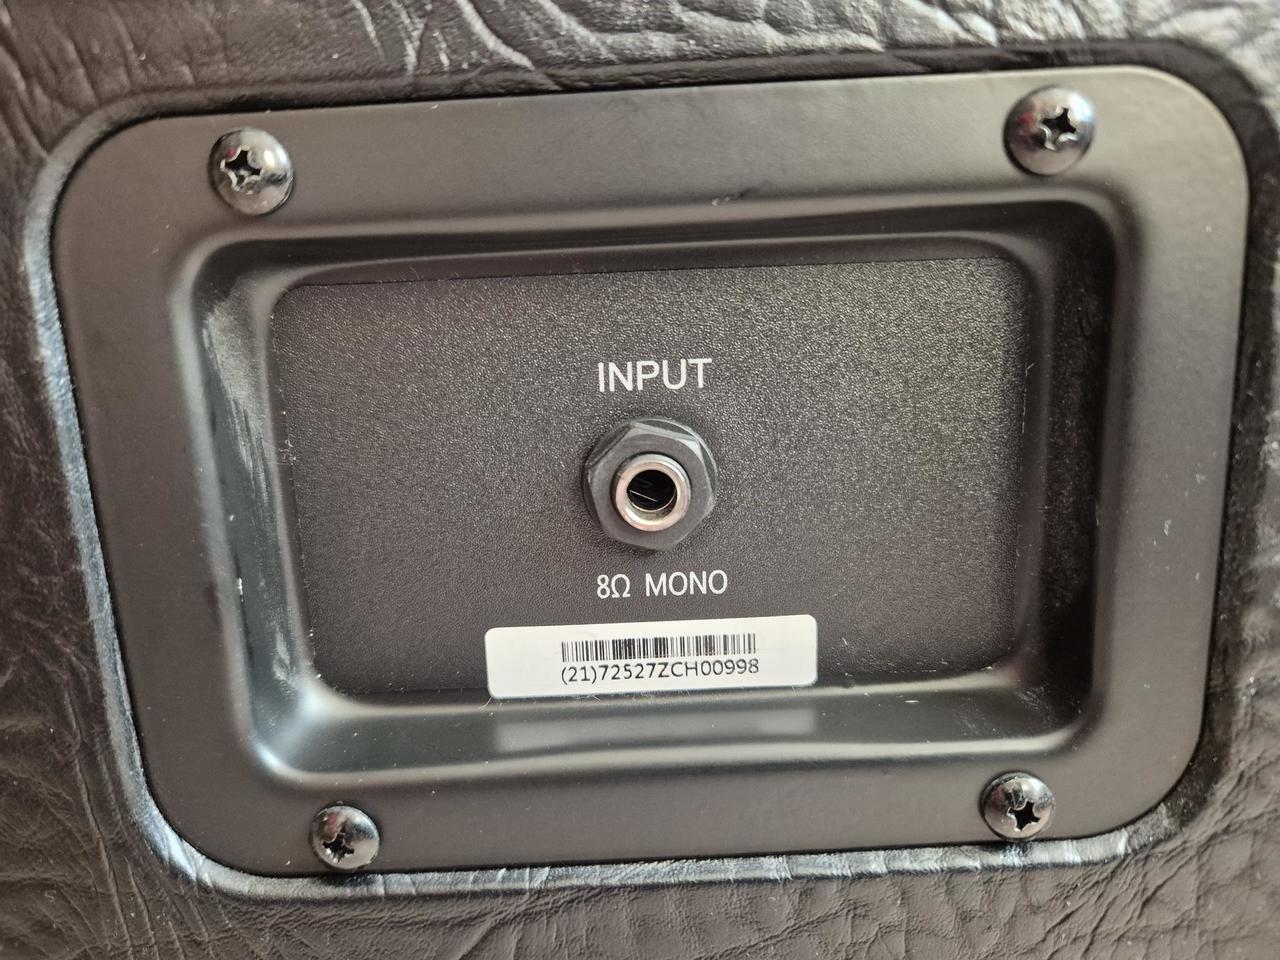 INPUT
8Ω MONO
(21)72527ZCH00998